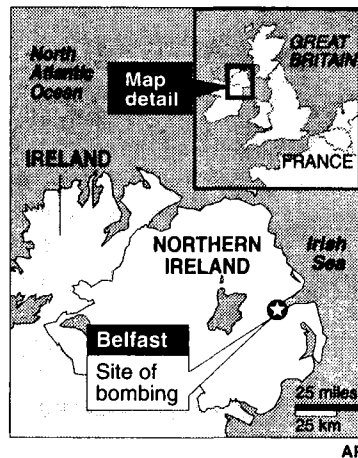 North
Atlantic
Ocean
Map
detail
GREAT
BRITAIN
FRANCE
IRELAND
NORTHERN
IRELAND
Irish
Sea
Belfast
Site of
bombing
25 miles
25 km
AP